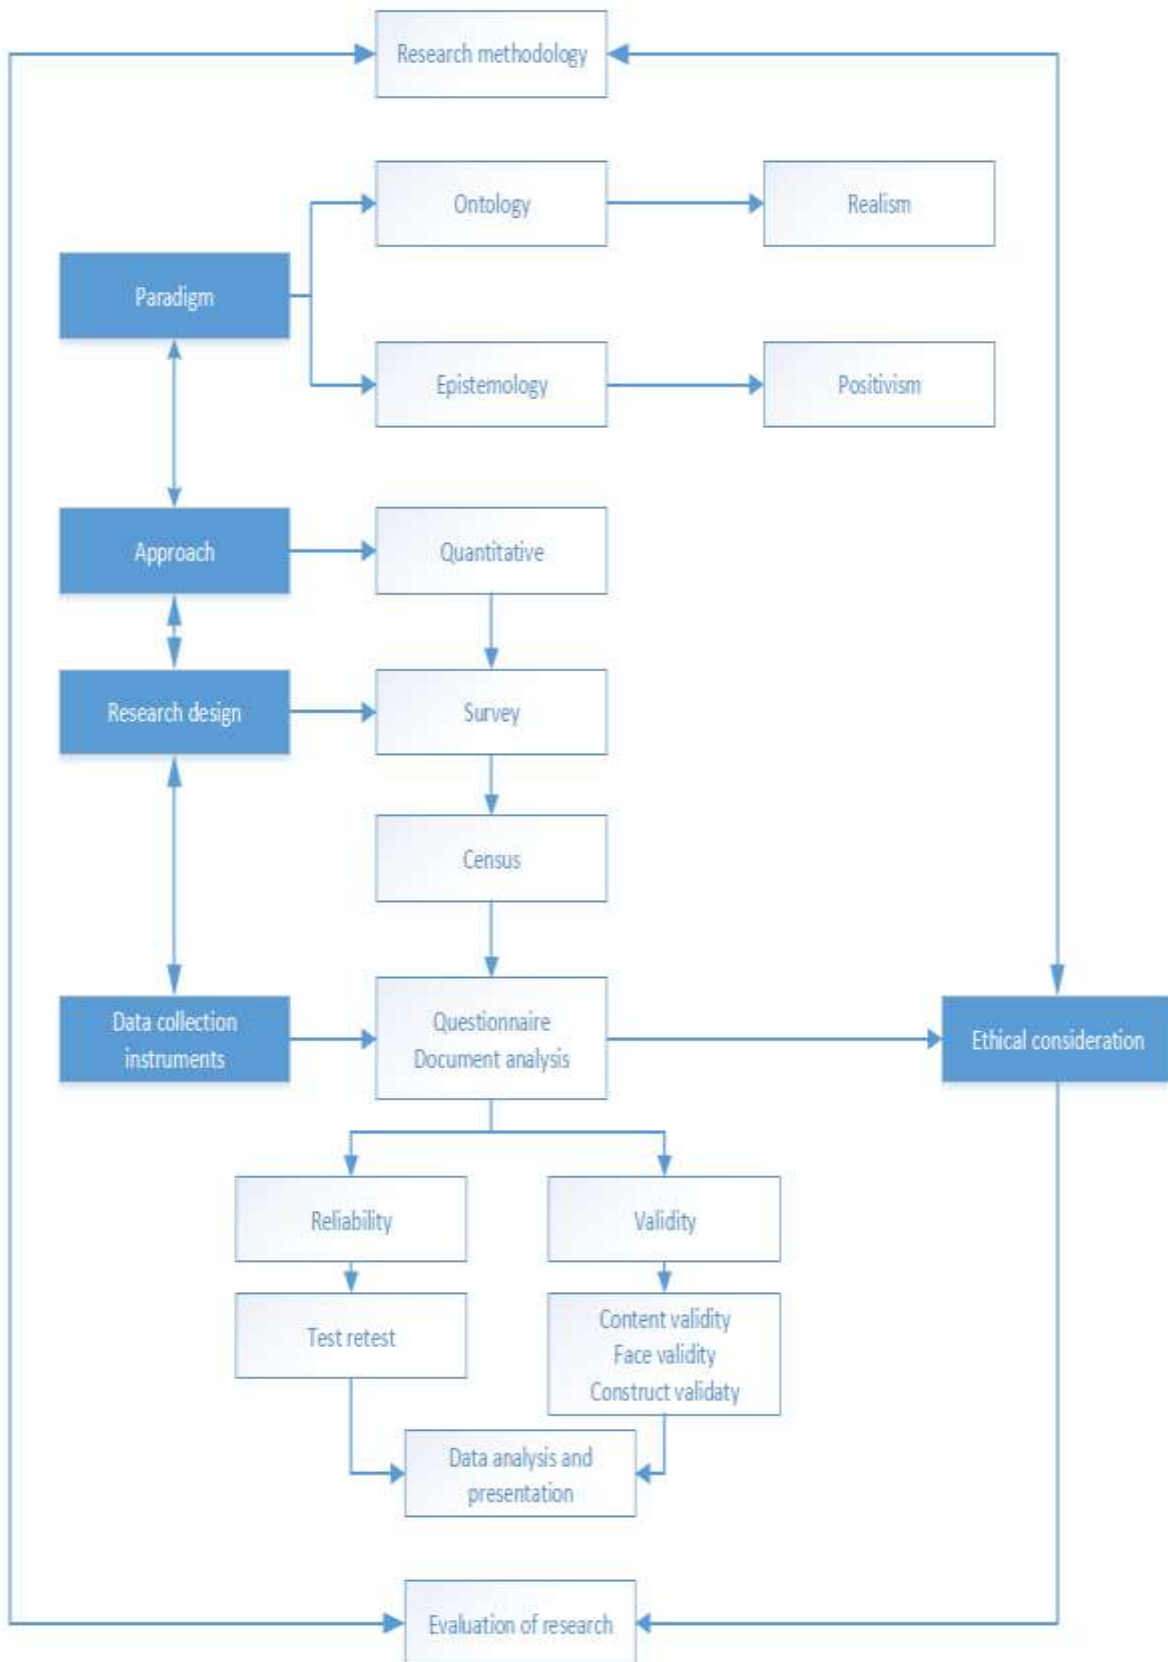 Research methodology
Ontology
Realism
Paradigm
Epistemology
Positivism
Approach
Quantitative
Research design
Survey
Census
Data collection
instruments
Questionnaire
Document analysis
Ethical consideration
Reliability
Validity
Test retest
Content validity
Face validity
Construct validaty
Data analysis and
presentation
Evaluation of research